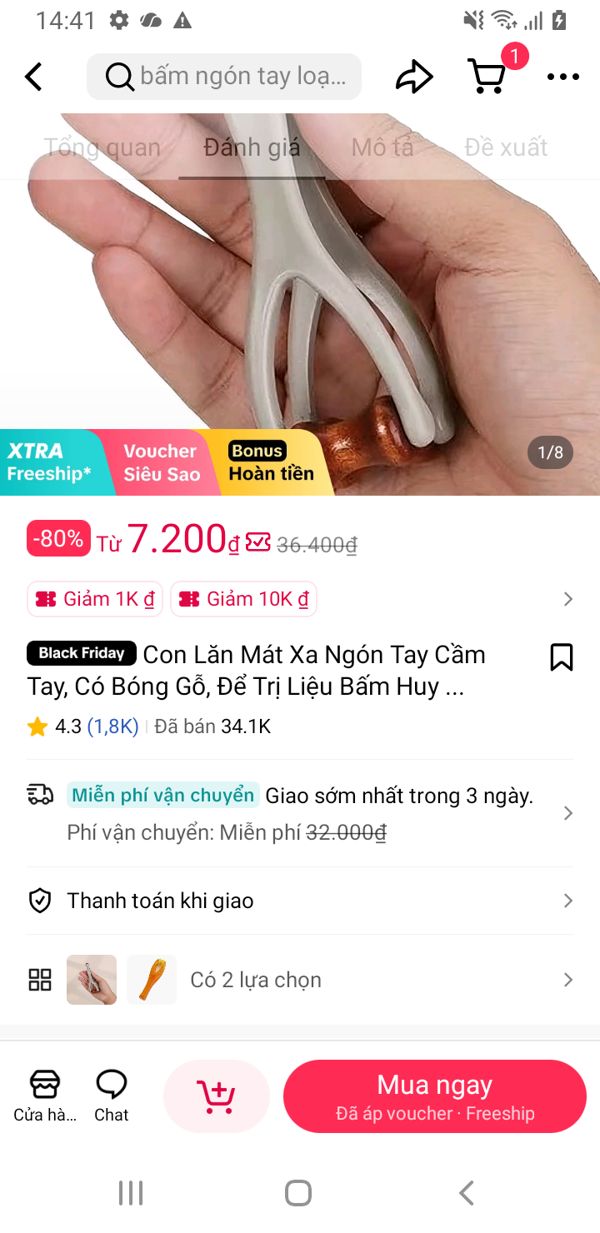 14:41
bấm ngón tay loạ...
1
Tổng quan Đánh giá Mô tả Đề xuất
XTRA
Freeship*
Voucher
Siêu Sao
Bonus
Hoàn tiền
1/8
-80% Từ 7.200₫ 36.400₫
Giảm 1K ₫ Giảm 10K ₫
Black Friday Con Lăn Mát Xa Ngón Tay Cầm
Tay, Có Bóng Gỗ, Để Trị Liệu Bấm Huy ...
4.3 (1,8K) Đã bán 34.1K
Miễn phí vận chuyển Giao sớm nhất trong 3 ngày.
Phí vận chuyển: Miễn phí 32.000₫
Thanh toán khi giao
Có 2 lựa chọn
Cửa hà...
Chat
Mua ngay
Đã áp voucher · Freeship